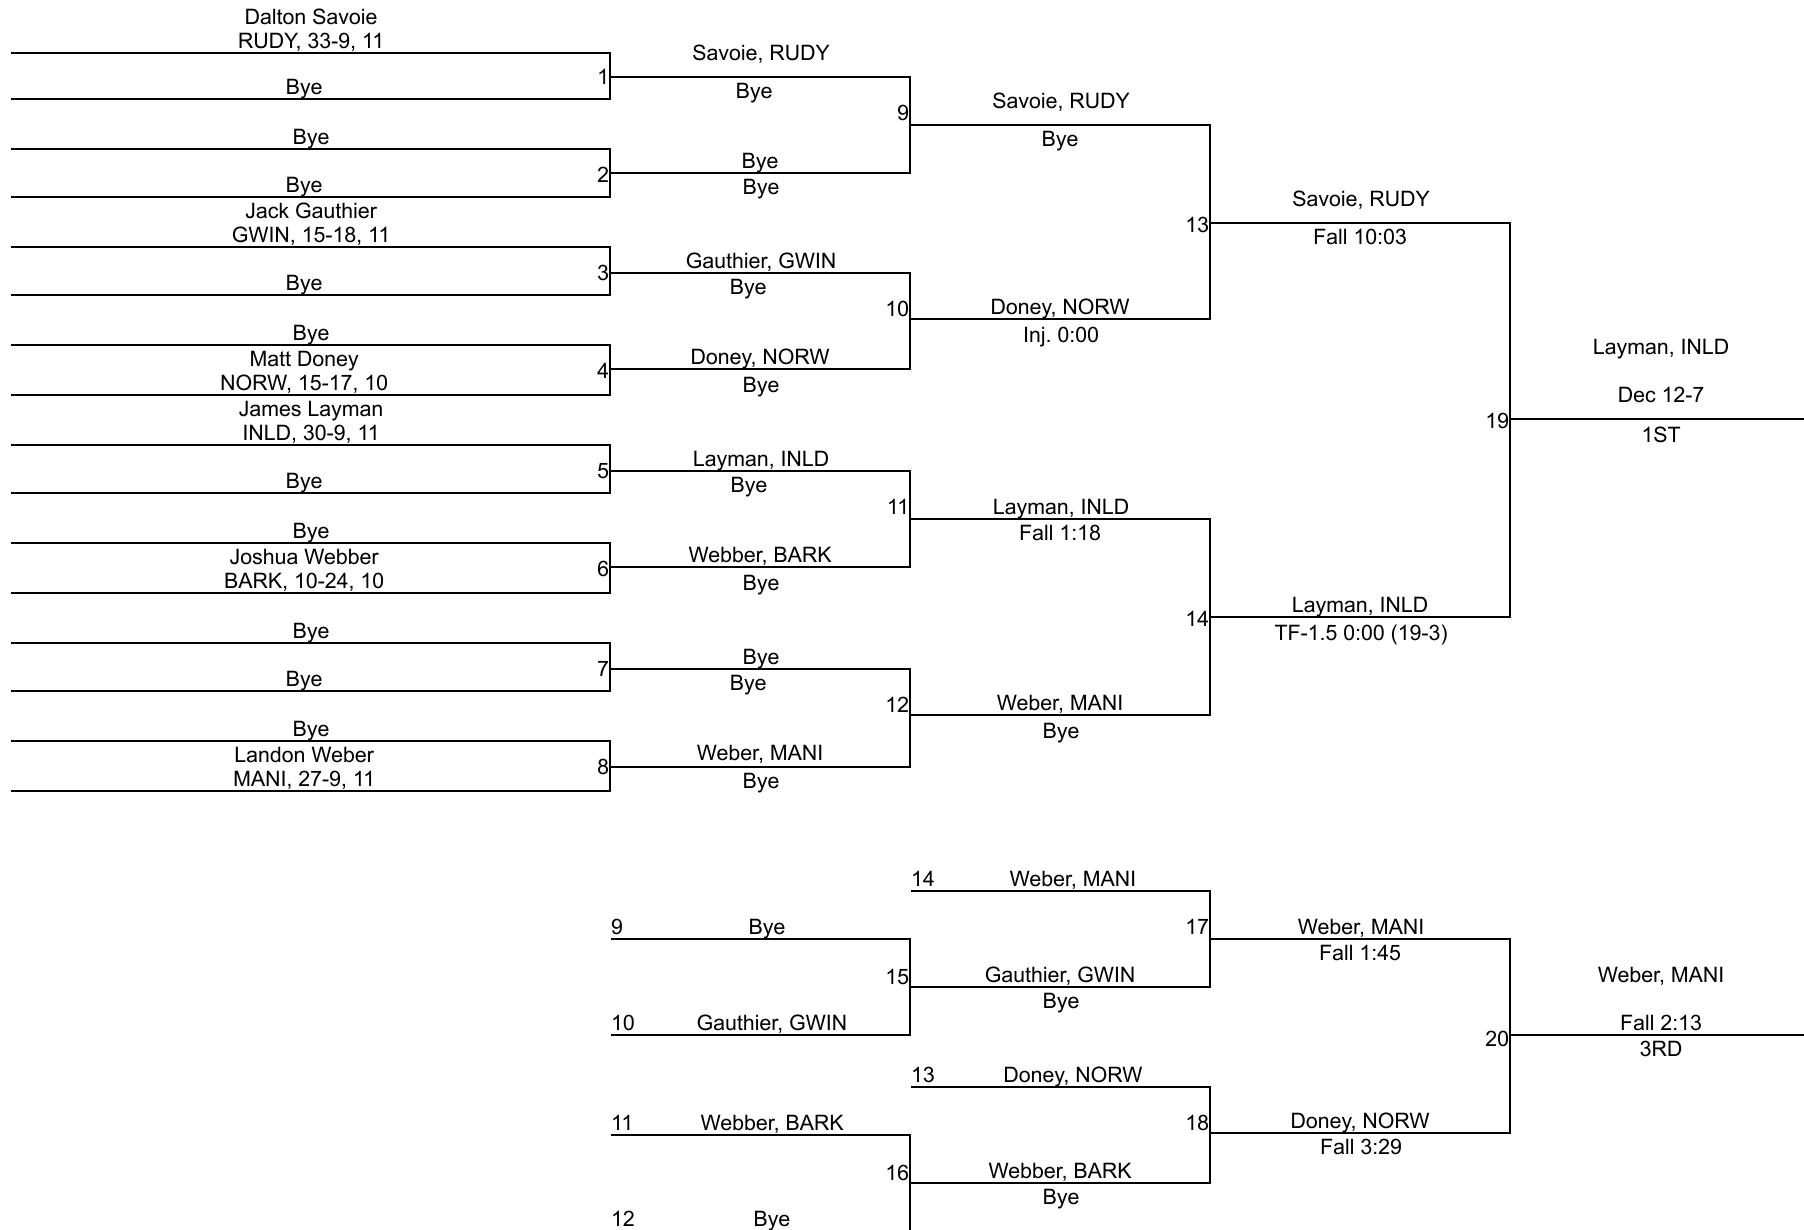 Dalton Savoie
RUDY, 33-9, 11
Bye
1
Savoie, RUDY
Bye
Bye
Bye
2
Bye
Bye
9
Savoie, RUDY
Bye
Jack Gauthier
GWIN, 15-18, 11
Bye
3
Gauthier, GWIN
Bye
Bye
Matt Doney
NORW, 15-17, 10
4
Doney, NORW
Bye
10
Doney, NORW
Inj. 0:00
13
Savoie, RUDY
Fall 10:03
James Layman
INLD, 30-9, 11
Bye
5
Layman, INLD
Bye
Bye
Joshua Webber
BARK, 10-24, 10
6
Webber, BARK
Bye
11
Layman, INLD
Fall 1:18
Bye
Bye
7
Bye
Bye
Bye
Landon Weber
MANI, 27-9, 11
8
Weber, MANI
Bye
12
Weber, MANI
Bye
14
Layman, INLD
TF-1.5 0:00 (19-3)
19
Layman, INLD
Dec 12-7
1ST
14
Weber, MANI
9
Bye
10
Gauthier, GWIN
15
Gauthier, GWIN
Bye
17
Weber, MANI
Fall 1:45
13
Doney, NORW
11
Webber, BARK
12
Bye
16
Webber, BARK
Bye
18
Doney, NORW
Fall 3:29
20
Weber, MANI
Fall 2:13
3RD